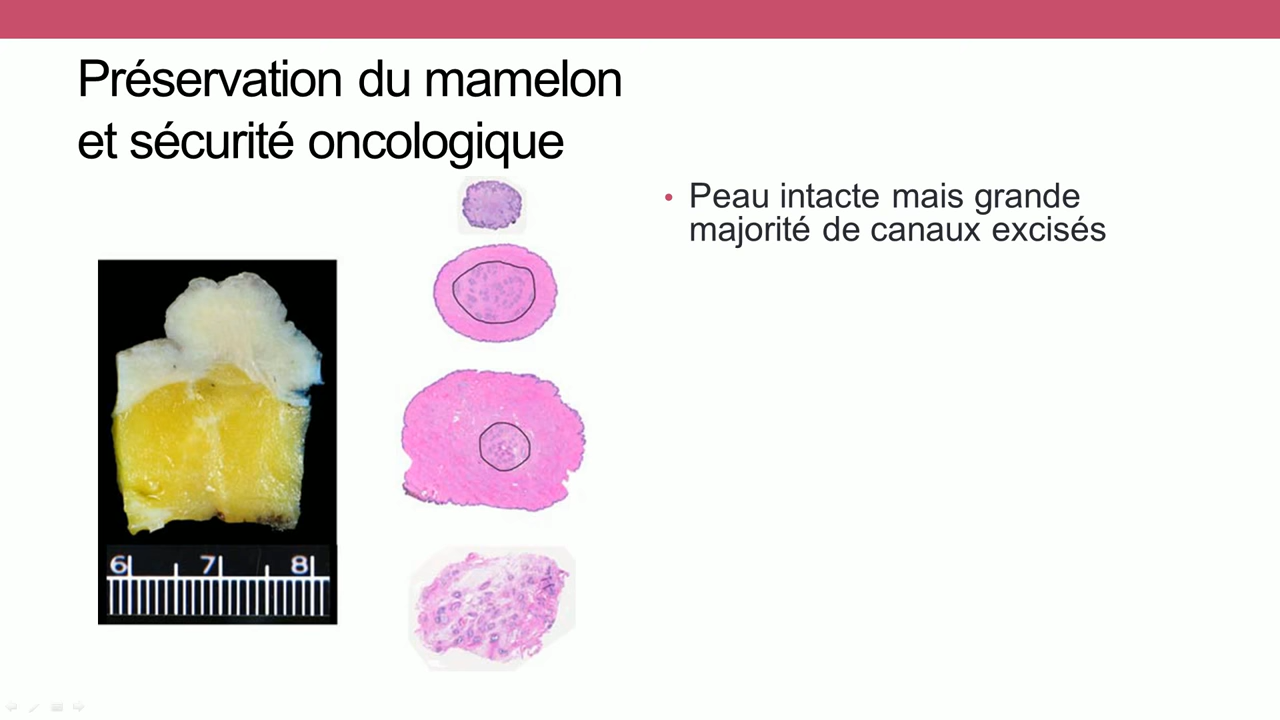 Préservation du mamelon
et sécurité oncologique
• Peau intacte mais grande
majorité de canaux excisés
6 7 8